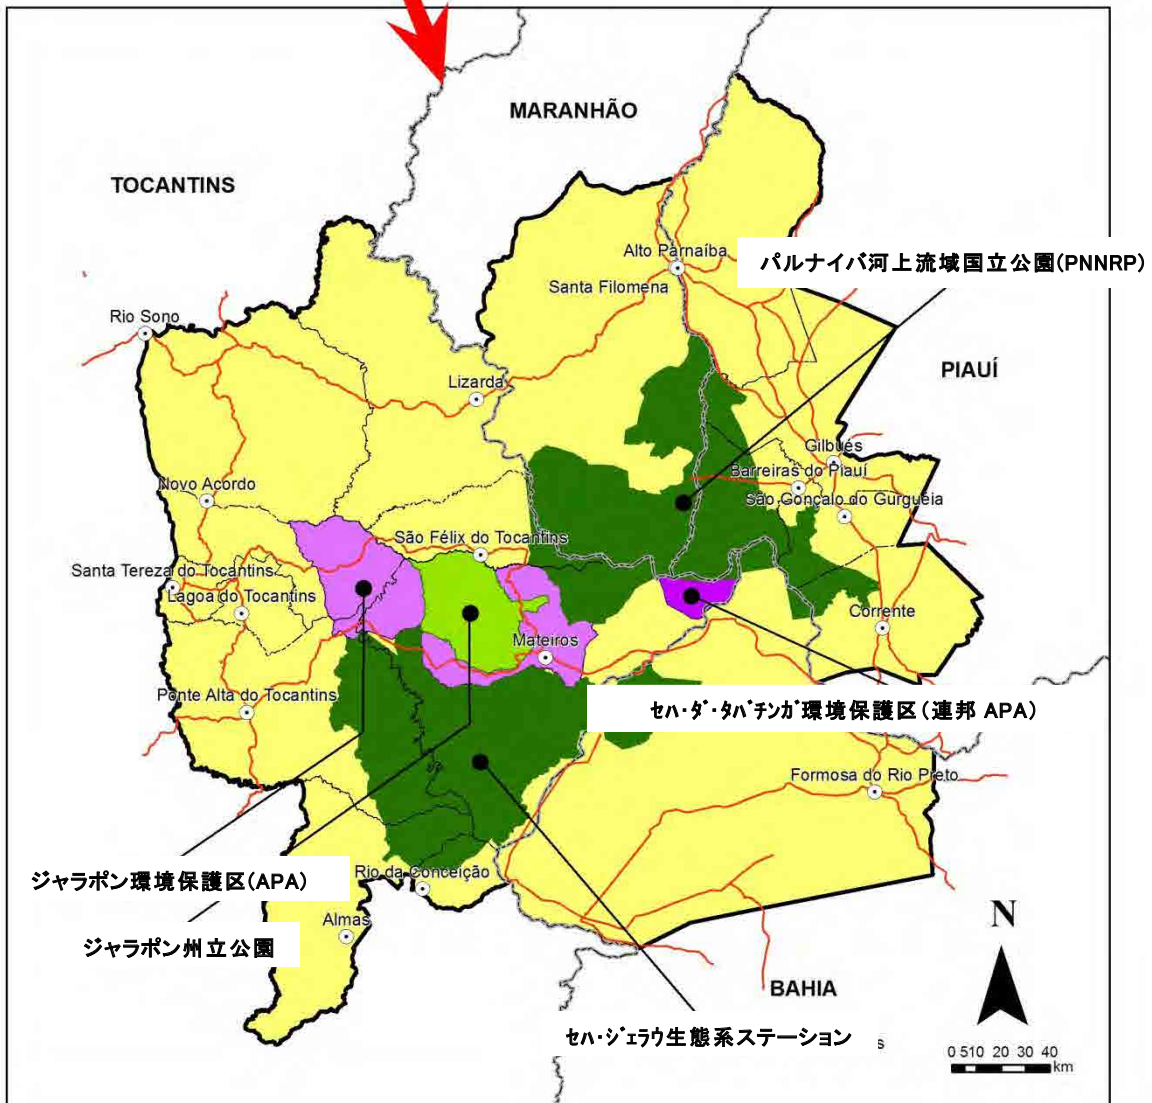 MARANHÃO
TOCANTINS
Alto Parnaíba
パルナイバ河上流域国立公園(PNNRP)
Santa Filomena
Rio Sono
PIAUÍ
Lizarda
Gilbués
Barreiras do Piauí
Novo Acordo
São Gonçalo do Gurguéia
São Félix do Tocantins
Santa Tereza do Tocantins
Lagoa do Tocantins
Corrente
Mateiros
Ponte Alta do Tocantins
セハ・ダ・タバチンガ環境保護区(連邦 APA)
Formosa do Rio Preto
Rio da Conceição
ジャラポン環境保護区(APA)
Almas
N
ジャラポン州立公園
BAHIA
セハ・ジェラウ生態系ステーション
s
0 510 20 30 40
km